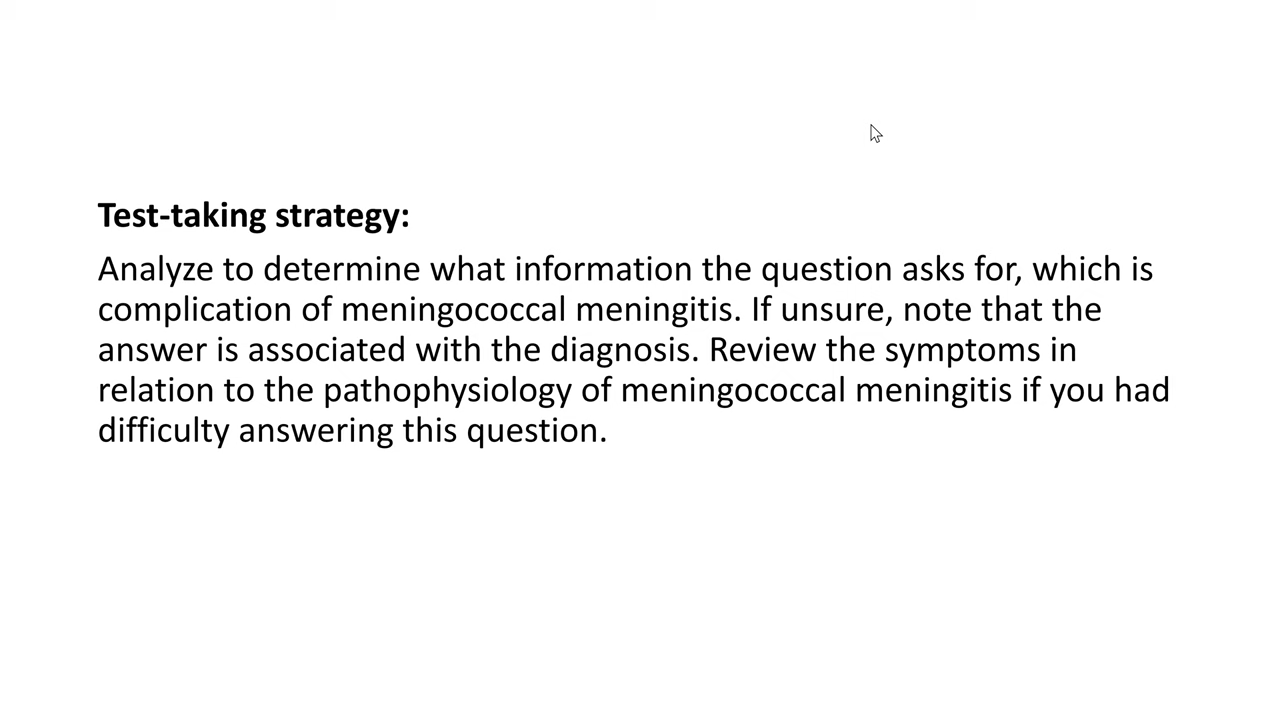 Test-taking strategy:
Analyze to determine what information the question asks for, which is
complication of meningococcal meningitis. If unsure, note that the
answer is associated with the diagnosis. Review the symptoms in
relation to the pathophysiology of meningococcal meningitis if you had
difficulty answering this question.